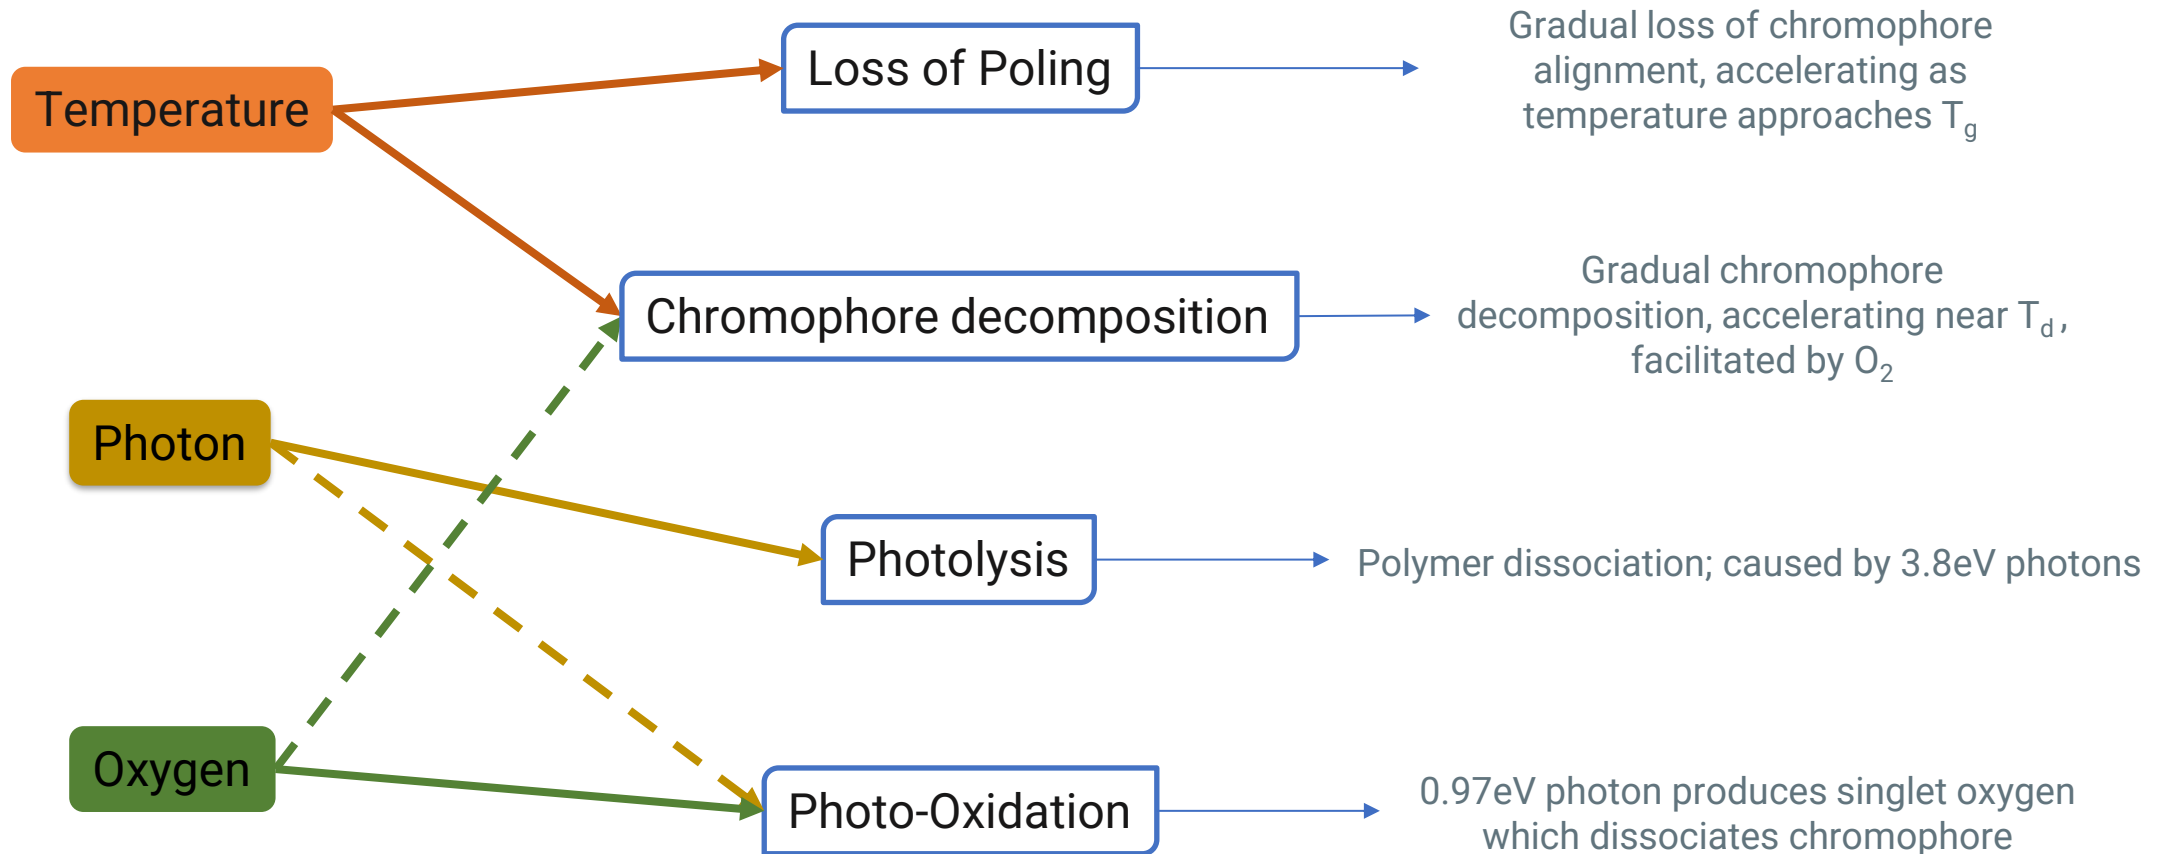 Temperature
Loss of Poling
Gradual loss of chromophore
alignment, accelerating as
temperature approaches Tg
Chromophore decomposition
Gradual chromophore
decomposition, accelerating near Td ,
facilitated by O2
Photon
Photolysis
Polymer dissociation; caused by 3.8eV photons
Oxygen
Photo-Oxidation
0.97eV photon produces singlet oxygen
which dissociates chromophore